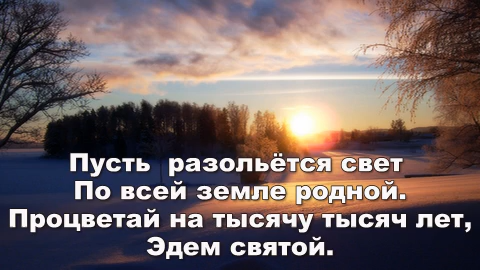 Пусть разольётся свет
По всей земле родной.
Процветай на тысячу тысяч лет,
Эдем святой.